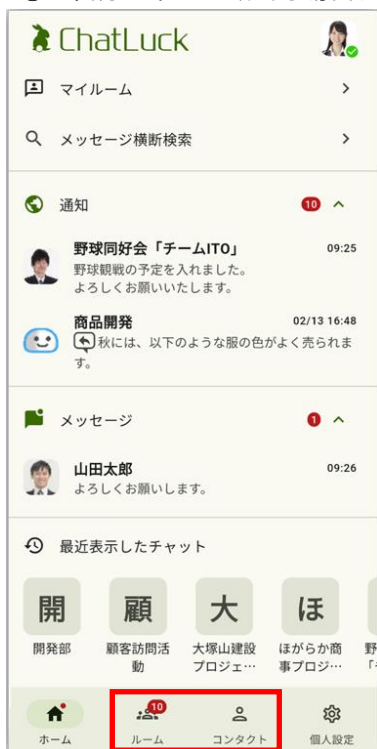 ChatLuck
マイルーム
メッセージ横断検索
通知 10
野球同好会「チームITO」 09:25
野球観戦の予定を入れました。
よろしくお願いいたします。
商品開発 02/13 16:48
秋には、以下のような服の色がよく売られま
す。
メッセージ 1
山田太郎 09:26
よろしくお願いします。
最近表示したチャット
開 顧 大 ほ
開発部 顧客訪問活 大塚山建設 ほがらか商 野
動 プロジェ… 事プロジ…
10
ホーム ルーム コンタクト 個人設定